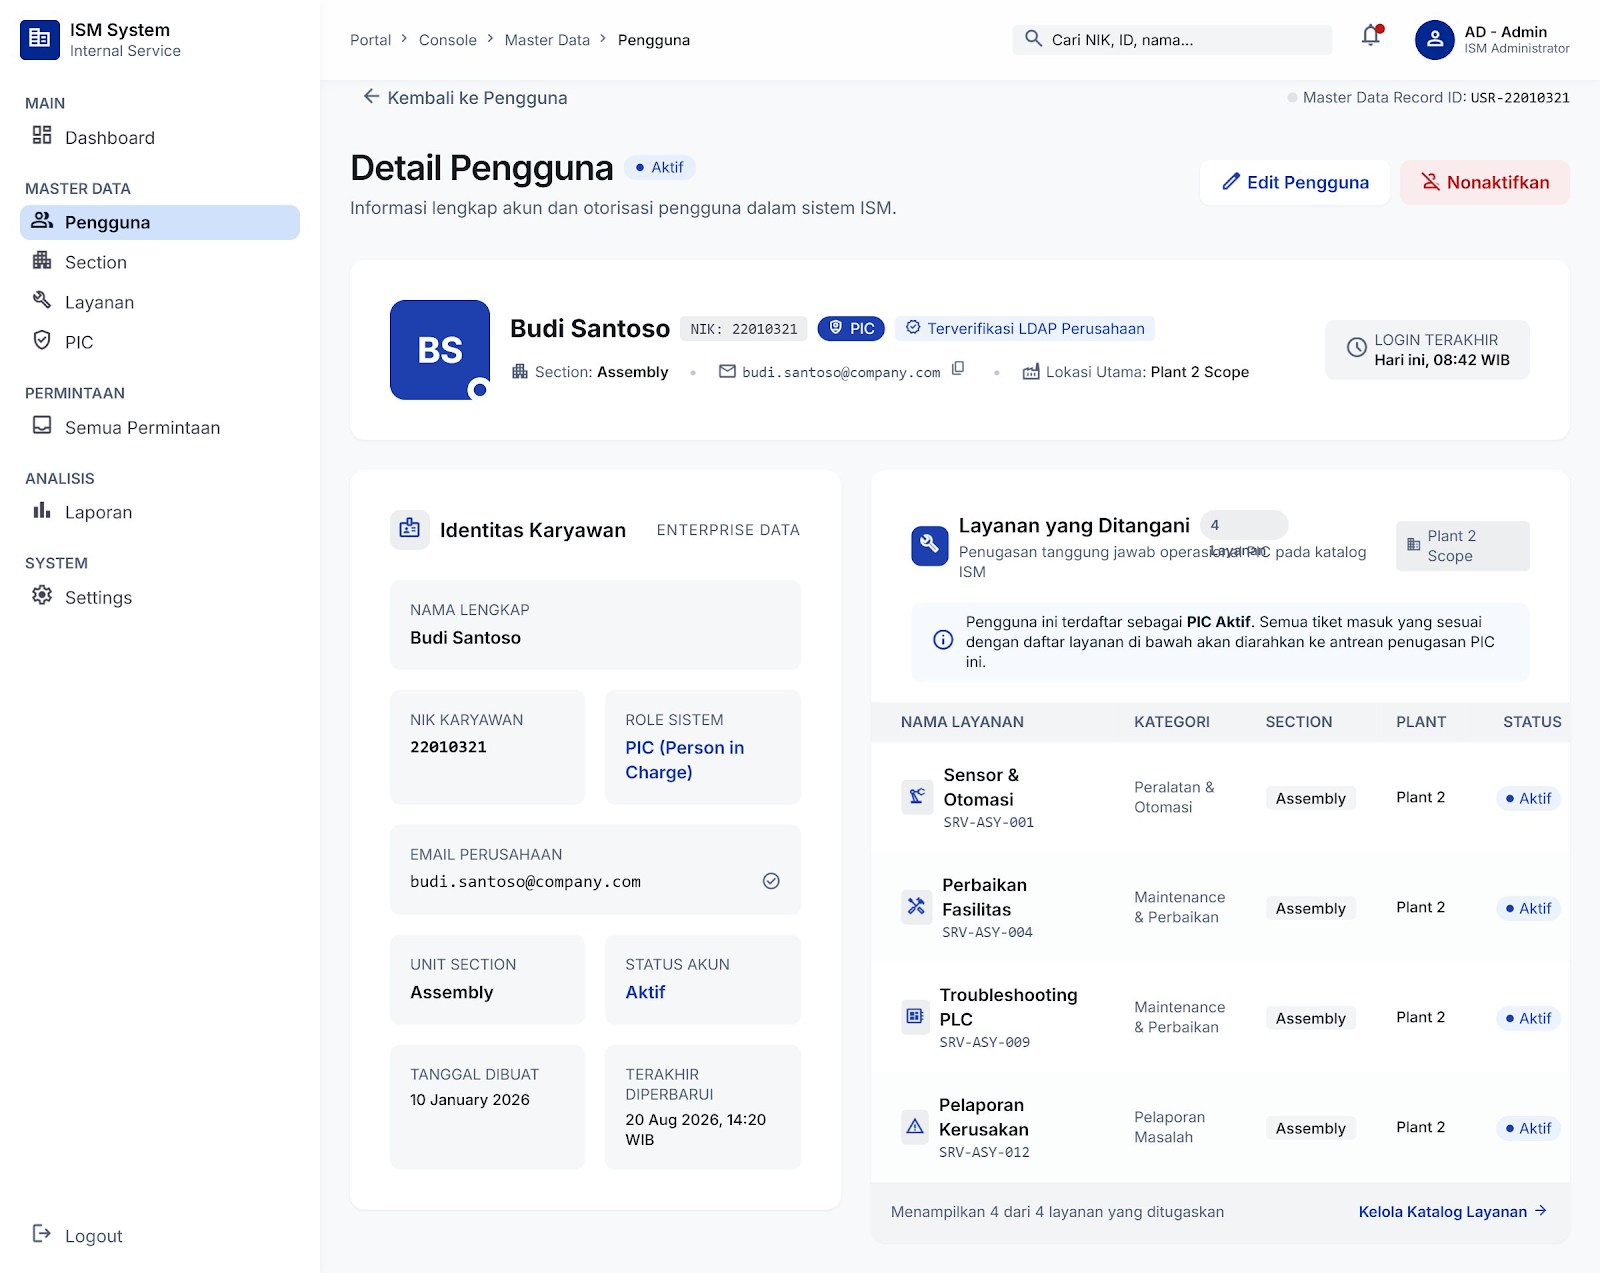 ISM System
Internal Service
MAIN
Dashboard
MASTER DATA
Pengguna
Section
Layanan
PIC
PERMINTAAN
Semua Permintaan
ANALISIS
Laporan
SYSTEM
Settings
Logout
Portal > Console > Master Data > Pengguna
Cari NIK, ID, nama...
AD - Admin
ISM Administrator
Kembali ke Pengguna
Master Data Record ID: USR-22010321
Detail Pengguna
Aktif
Informasi lengkap akun dan otorisasi pengguna dalam sistem ISM.
Edit Pengguna
Nonaktifkan
BS
Budi Santoso
NIK: 22010321
PIC
Terverifikasi LDAP Perusahaan
Section: Assembly
budi.santoso@company.com
Lokasi Utama: Plant 2 Scope
LOGIN TERAKHIR
Hari ini, 08:42 WIB
Identitas Karyawan
ENTERPRISE DATA
NAMA LENGKAP
Budi Santoso
NIK KARYAWAN
22010321
ROLE SISTEM
PIC (Person in
Charge)
EMAIL PERUSAHAAN
budi.santoso@company.com
UNIT SECTION
Assembly
STATUS AKUN
Aktif
TANGGAL DIBUAT
10 January 2026
TERAKHIR
DIPERBARUI
20 Aug 2026, 14:20
WIB
Layanan yang Ditangani
4
Layanan
Penugasan tanggung jawab operasional PIC pada katalog
ISM
Plant 2
Scope
Pengguna ini terdaftar sebagai PIC Aktif. Semua tiket masuk yang sesuai
dengan daftar layanan di bawah akan diarahkan ke antrean penugasan PIC
ini.
NAMA LAYANAN KATEGORI SECTION PLANT STATUS
Sensor &
Otomasi
SRV-ASY-001
Peralatan &
Otomasi
Assembly
Plant 2
Aktif
Perbaikan
Fasilitas
SRV-ASY-004
Maintenance
& Perbaikan
Assembly
Plant 2
Aktif
Troubleshooting
PLC
SRV-ASY-009
Maintenance
& Perbaikan
Assembly
Plant 2
Aktif
Pelaporan
Kerusakan
SRV-ASY-012
Pelaporan
Masalah
Assembly
Plant 2
Aktif
Menampilkan 4 dari 4 layanan yang ditugaskan
Kelola Katalog Layanan →